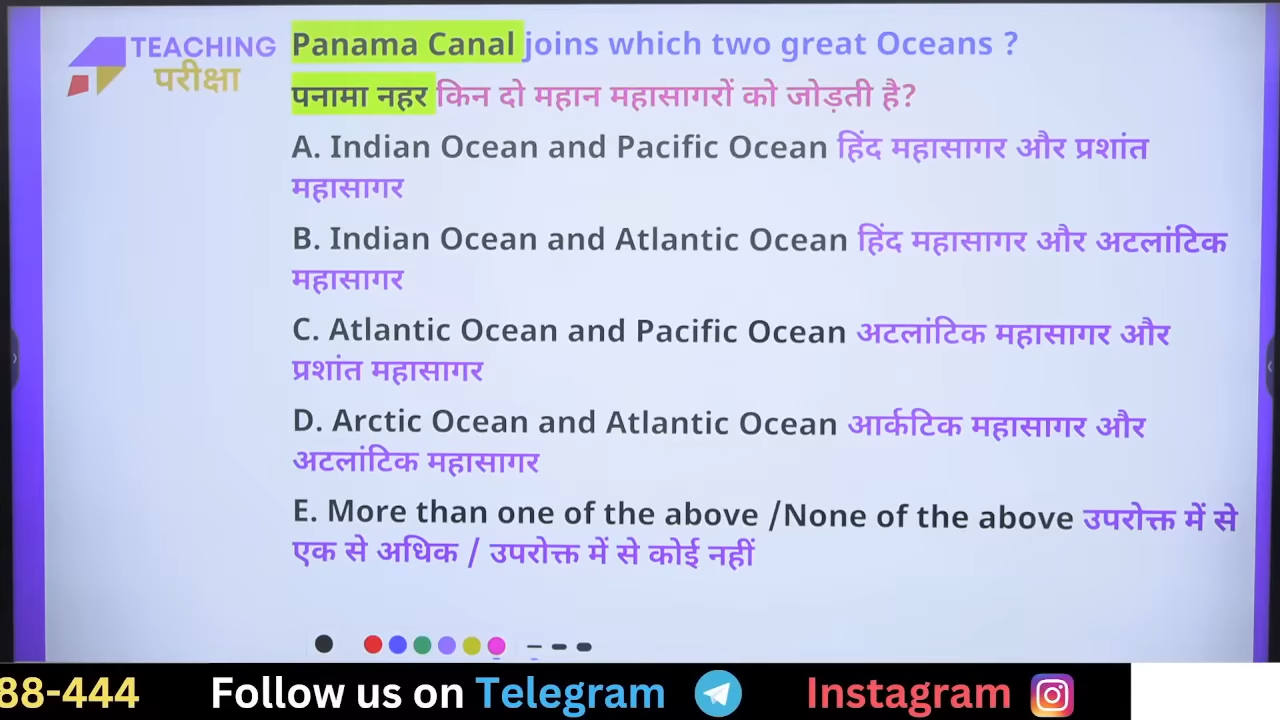 TEACHING
परीक्षा
Panama Canal joins which two great Oceans ?
पनामा नहर किन दो महान महासागरों को जोड़ती है?
A. Indian Ocean and Pacific Ocean हिंद महासागर और प्रशांत
महासागर
B. Indian Ocean and Atlantic Ocean हिंद महासागर और अटलांटिक
महासागर
C. Atlantic Ocean and Pacific Ocean अटलांटिक महासागर और
प्रशांत महासागर
D. Arctic Ocean and Atlantic Ocean आर्कटिक महासागर और
अटलांटिक महासागर
E. More than one of the above /None of the above उपरोक्त में से
एक से अधिक / उपरोक्त में से कोई नहीं
88-444 Follow us on Telegram Instagram